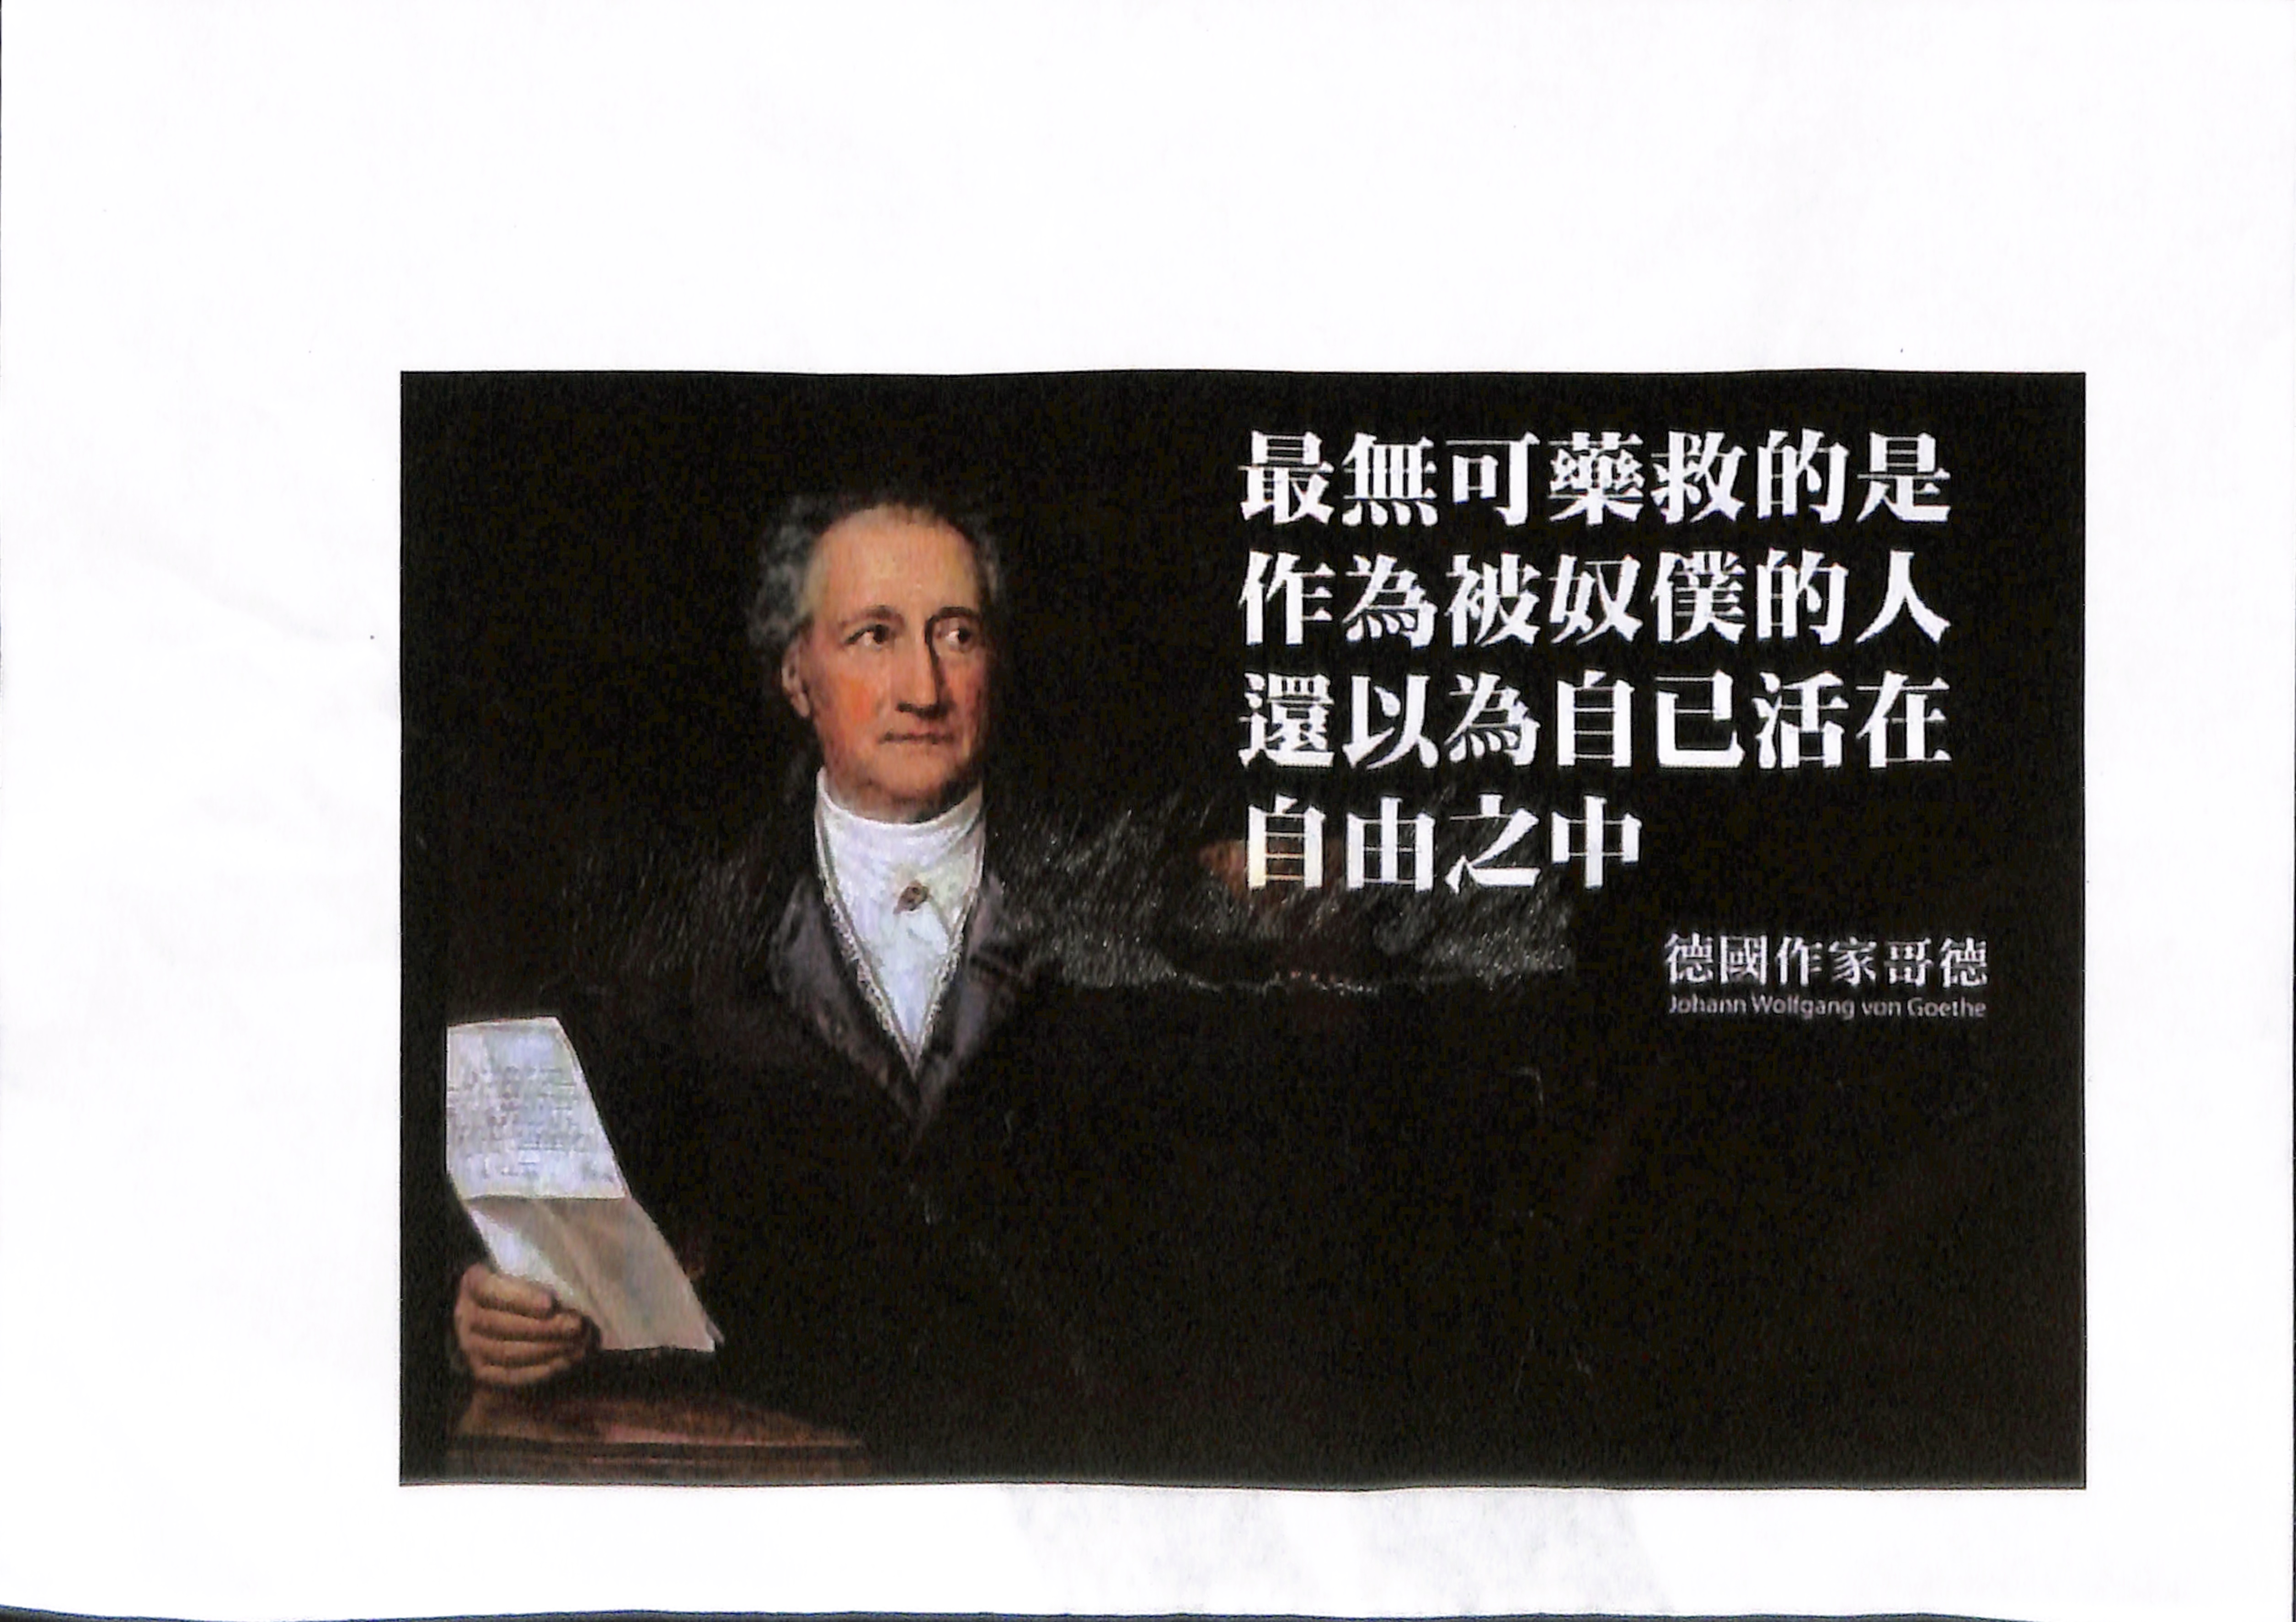 最無可藥救的是
作為被奴僕的人
還以為自已活在
自由之中
德國作家哥德
Johann Wolfgang von Goethe